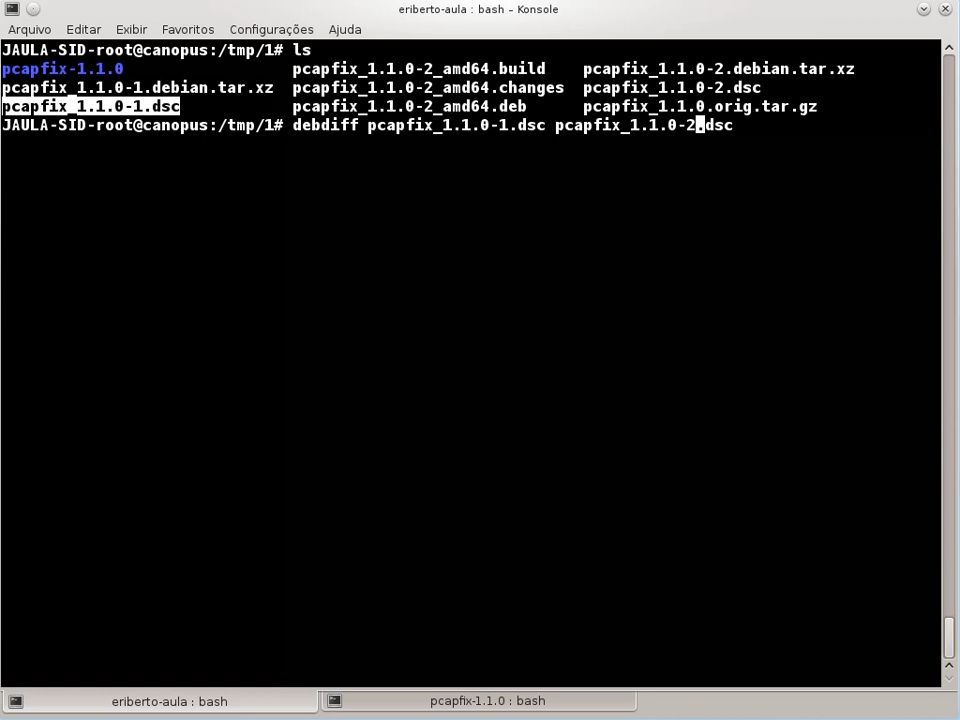 eriberto-aula : bash – Konsole
Arquivo Editar Exibir Favoritos Configurações Ajuda
JAULA-SID-root@canopus:/tmp/1# ls
pcapfix-1.1.0 pcapfix_1.1.0-2_amd64.build pcapfix_1.1.0-2.debian.tar.xz
pcapfix_1.1.0-1.debian.tar.xz pcapfix_1.1.0-2_amd64.changes pcapfix_1.1.0-2.dsc
pcapfix_1.1.0-1.dsc pcapfix_1.1.0-2_amd64.deb pcapfix_1.1.0.orig.tar.gz
JAULA-SID-root@canopus:/tmp/1# debdiff pcapfix_1.1.0-1.dsc pcapfix_1.1.0-2.dsc
eriberto-aula : bash pcapfix-1.1.0 : bash